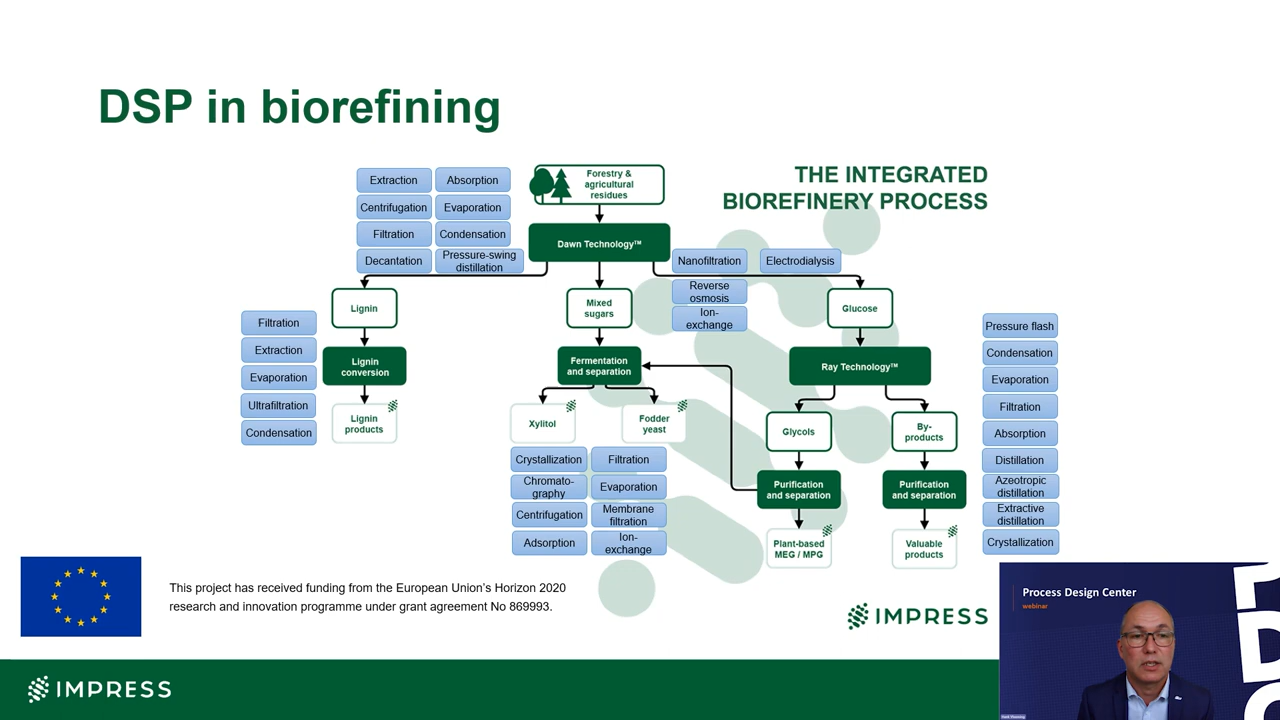 DSP in biorefining
THE INTEGRATED
BIOREFINERY PROCESS
Extraction
Absorption
Centrifugation
Evaporation
Filtration
Condensation
Decantation
Pressure-swing
distillation
Forestry &
agricultural
residues
Dawn Technology™
Nanofiltration
Electrodialysis
Reverse
osmosis
Ion-
exchange
Lignin
Mixed
sugars
Glucose
Filtration
Extraction
Evaporation
Ultrafiltration
Condensation
Lignin
conversion
Lignin
products
Fermentation
and separation
Xylitol
Fodder
yeast
Crystallization
Filtration
Chromato-
graphy
Evaporation
Centrifugation
Membrane
filtration
Adsorption
Ion-
exchange
Ray Technology™
Glycols
By-
products
Purification
and separation
Purification
and separation
Plant-based
MEG / MPG
Valuable
products
Pressure flash
Condensation
Evaporation
Filtration
Absorption
Distillation
Azeotropic
distillation
Extractive
distillation
Crystallization
This project has received funding from the European Union's Horizon 2020
research and innovation programme under grant agreement No 869993.
IMPRESS
IMPRESS
Process Design Center
webinar
P
D
C